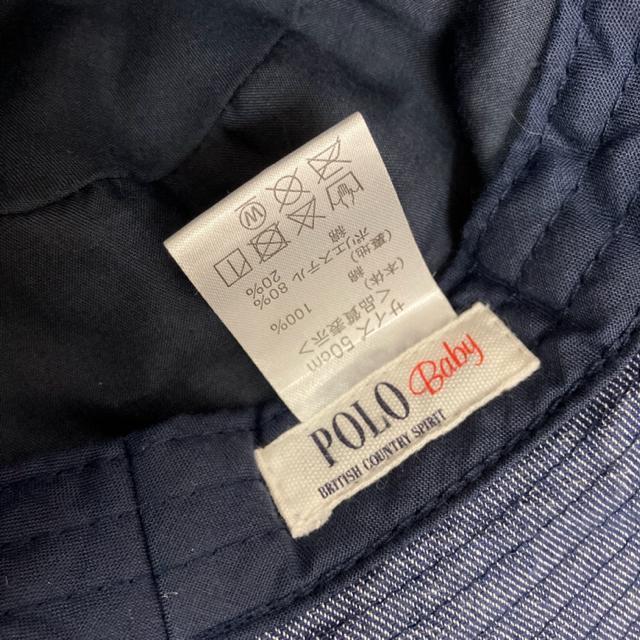 サイズ 50cm
<品質表示>
(本体) 綿 100%
(裏地)
ポリエステル 80%
綿 20%
W
POLO Baby
BRITISH COUNTRY SPIRIT